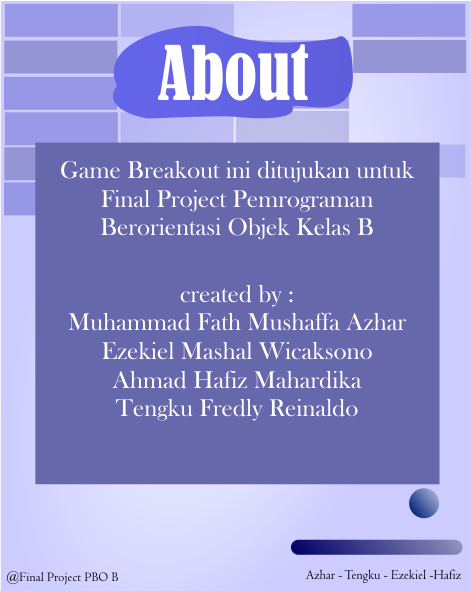 About
Game Breakout ini ditujukan untuk
Final Project Pemrograman
Berorientasi Objek Kelas B
created by :
Muhammad Fath Mushaffa Azhar
Ezekiel Mashal Wicaksono
Ahmad Hafiz Mahardika
Tengku Fredly Reinaldo
@Final Project PBO B
Azhar - Tengku - Ezekiel -Hafiz